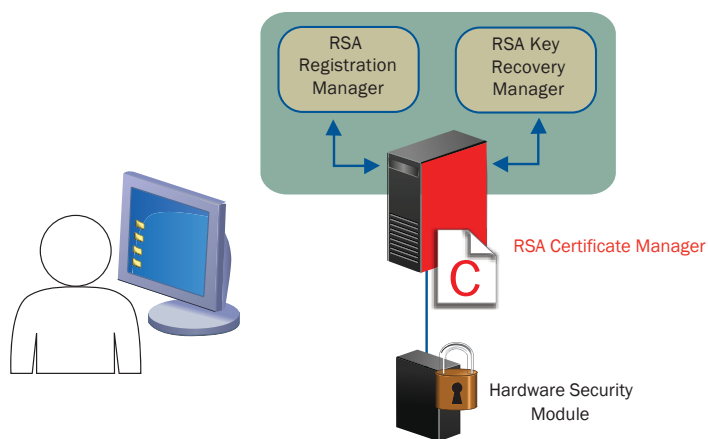 RSA
Registration
Manager
RSA Key
Recovery
Manager
RSA Certificate Manager
C
Hardware Security
Module